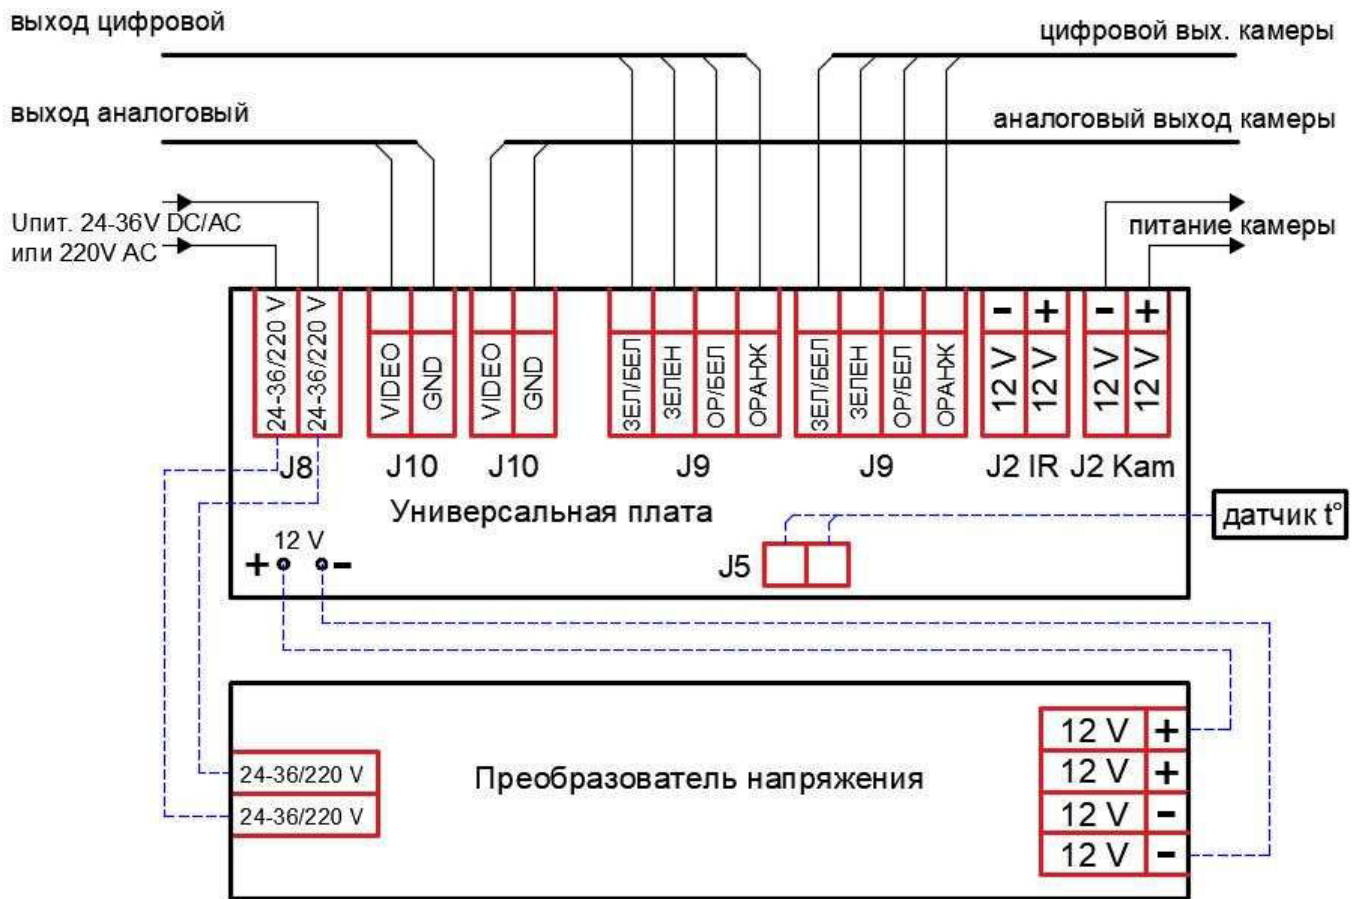 выход цифровой
цифровой вых. камеры
выход аналоговый
аналоговый выход камеры
Uпит. 24-36V DC/AC
или 220V AC
питание камеры
24-36/220 V
24-36/220 V
VIDEO
GND
VIDEO
GND
ЗЕЛ/БЕЛ
ЗЕЛЕН
ОР/БЕЛ
ОРАНЖ
ЗЕЛ/БЕЛ
ЗЕЛЕН
ОР/БЕЛ
ОРАНЖ
- 12 V
+ 12 V
- 12 V
+ 12 V
J8
J10
J10
J9
J9
J2 IR
J2 Kam
Универсальная плата
датчик t°
12 V
+ -
J5
12 V +
12 V +
12 V -
12 V -
24-36/220 V
24-36/220 V
Преобразователь напряжения